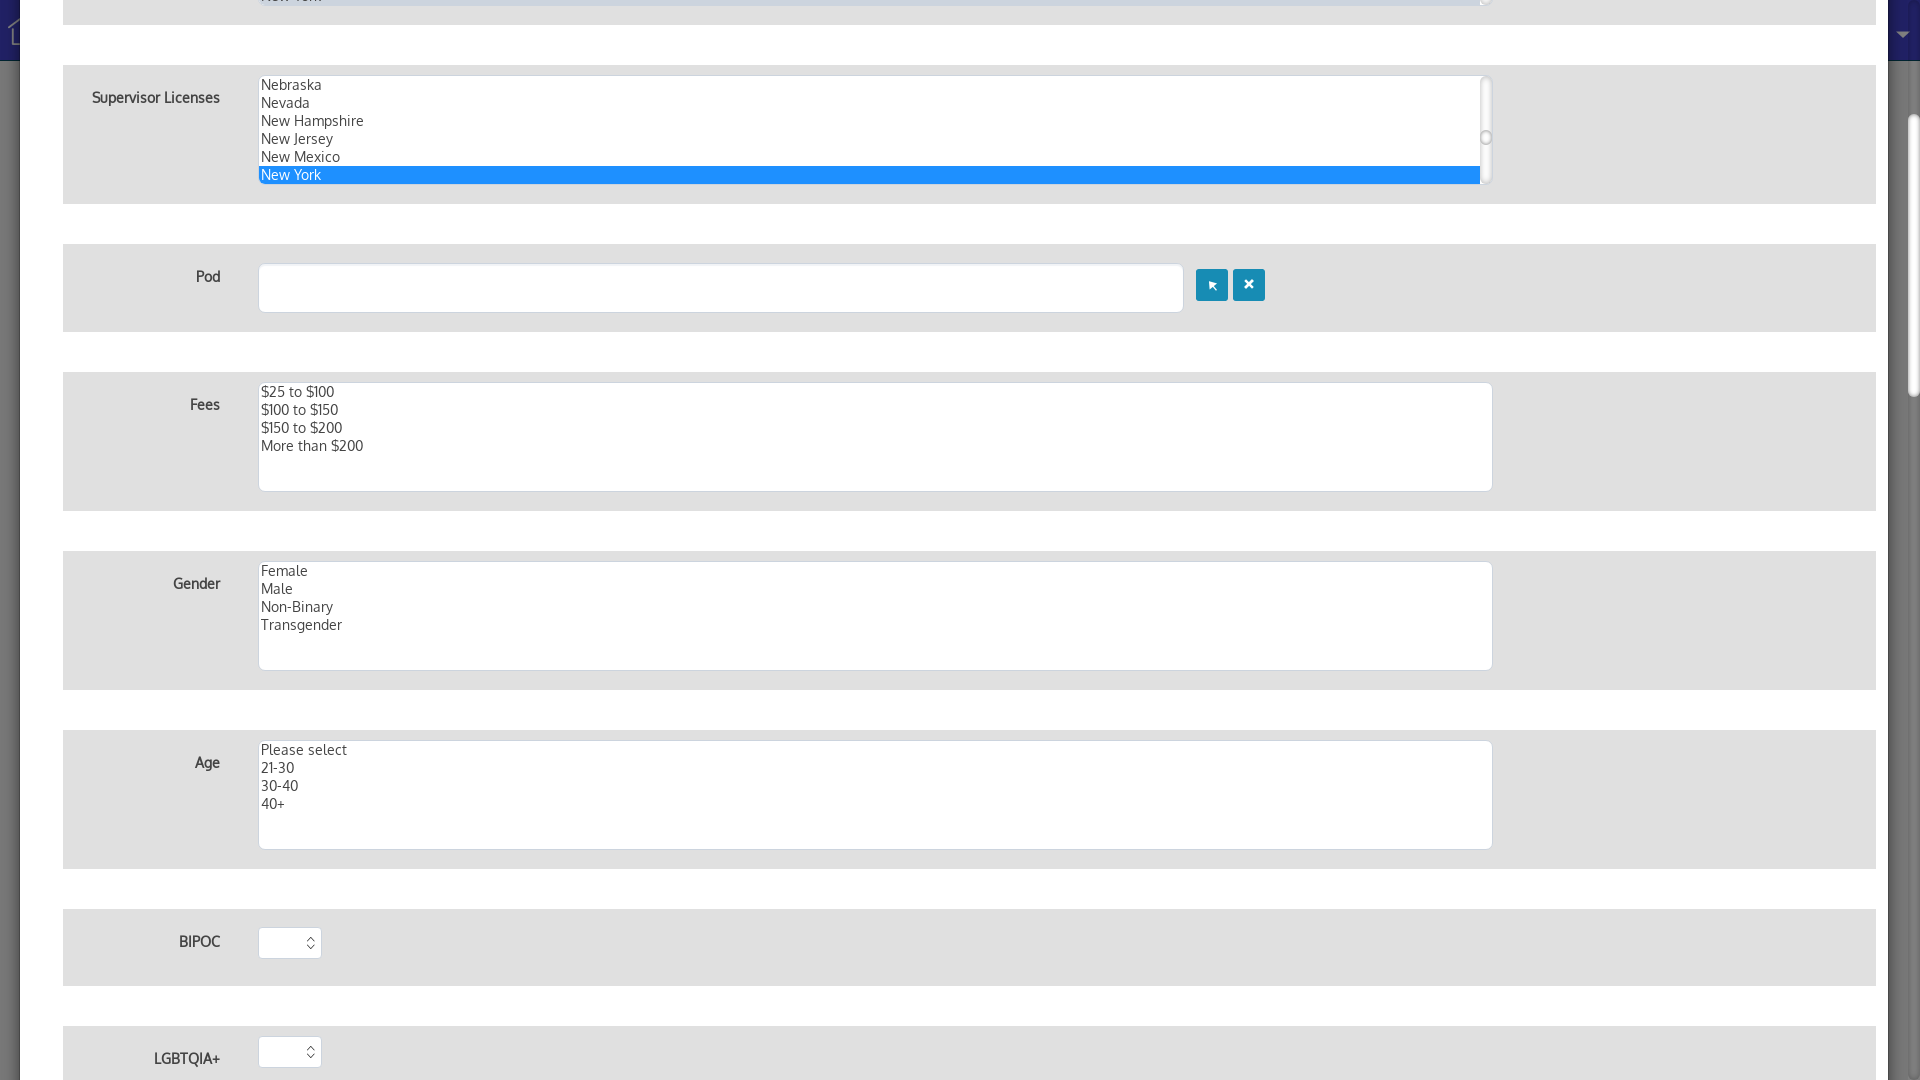 Supervisor Licenses
Nebraska
Nevada
New Hampshire
New Jersey
New Mexico
New York
Pod
Fees
$25 to $100
$100 to $150
$150 to $200
More than $200
Gender
Female
Male
Non-Binary
Transgender
Age
Please select
21-30
30-40
40+
BIPOC
LGBTQIA+